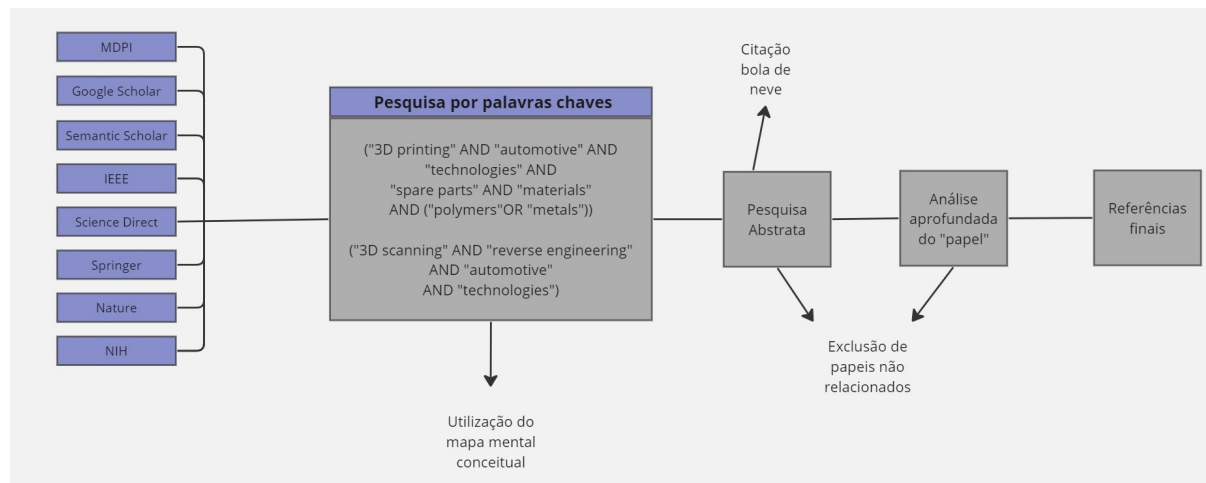 MDPI
Google Scholar
Semantic Scholar
IEEE
Science Direct
Springer
Nature
NIH
Pesquisa por palavras chaves
("3D printing" AND "automotive" AND
"technologies" AND
"spare parts" AND "materials"
AND ("polymers"OR "metals"))
("3D scanning" AND "reverse engineering"
AND "automotive"
AND "technologies")
Utilização do
mapa mental
conceitual
Citação
bola de
neve
Pesquisa
Abstrata
Análise
aprofundada
do "papel"
Exclusão de
papeis não
relacionados
Referências
finais